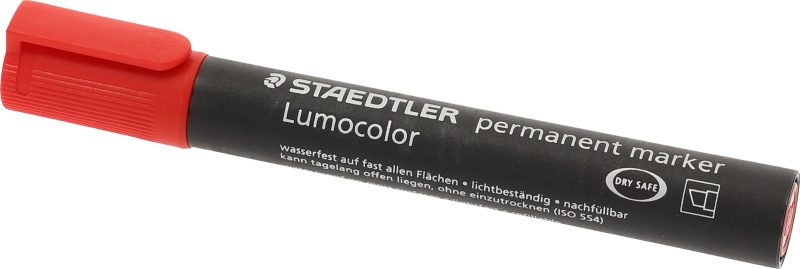 STAEDTLER permanent marker
Lumocolor
wasserfest auf fast allen Flächen • lichtbeständig • nachfüllbar
kann tagelang offen liegen, ohne einzutrocknen (ISO 554)
DRY SAFE